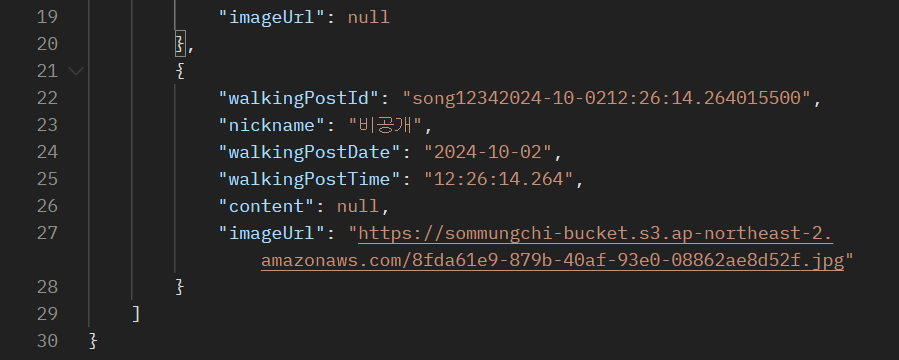 19 "imageUrl": null
20 },
21 {
22 "walkingPostId": "song12342024-10-0212:26:14.264015500",
23 "nickname": "비공개",
24 "walkingPostDate": "2024-10-02",
25 "walkingPostTime": "12:26:14.264",
26 "content": null,
27 "imageUrl": "https://sommungchi-bucket.s3.ap-northeast-2.
amazonaws.com/8fda61e9-879b-40af-93e0-08862ae8d52f.jpg"
28 }
29 ]
30 }